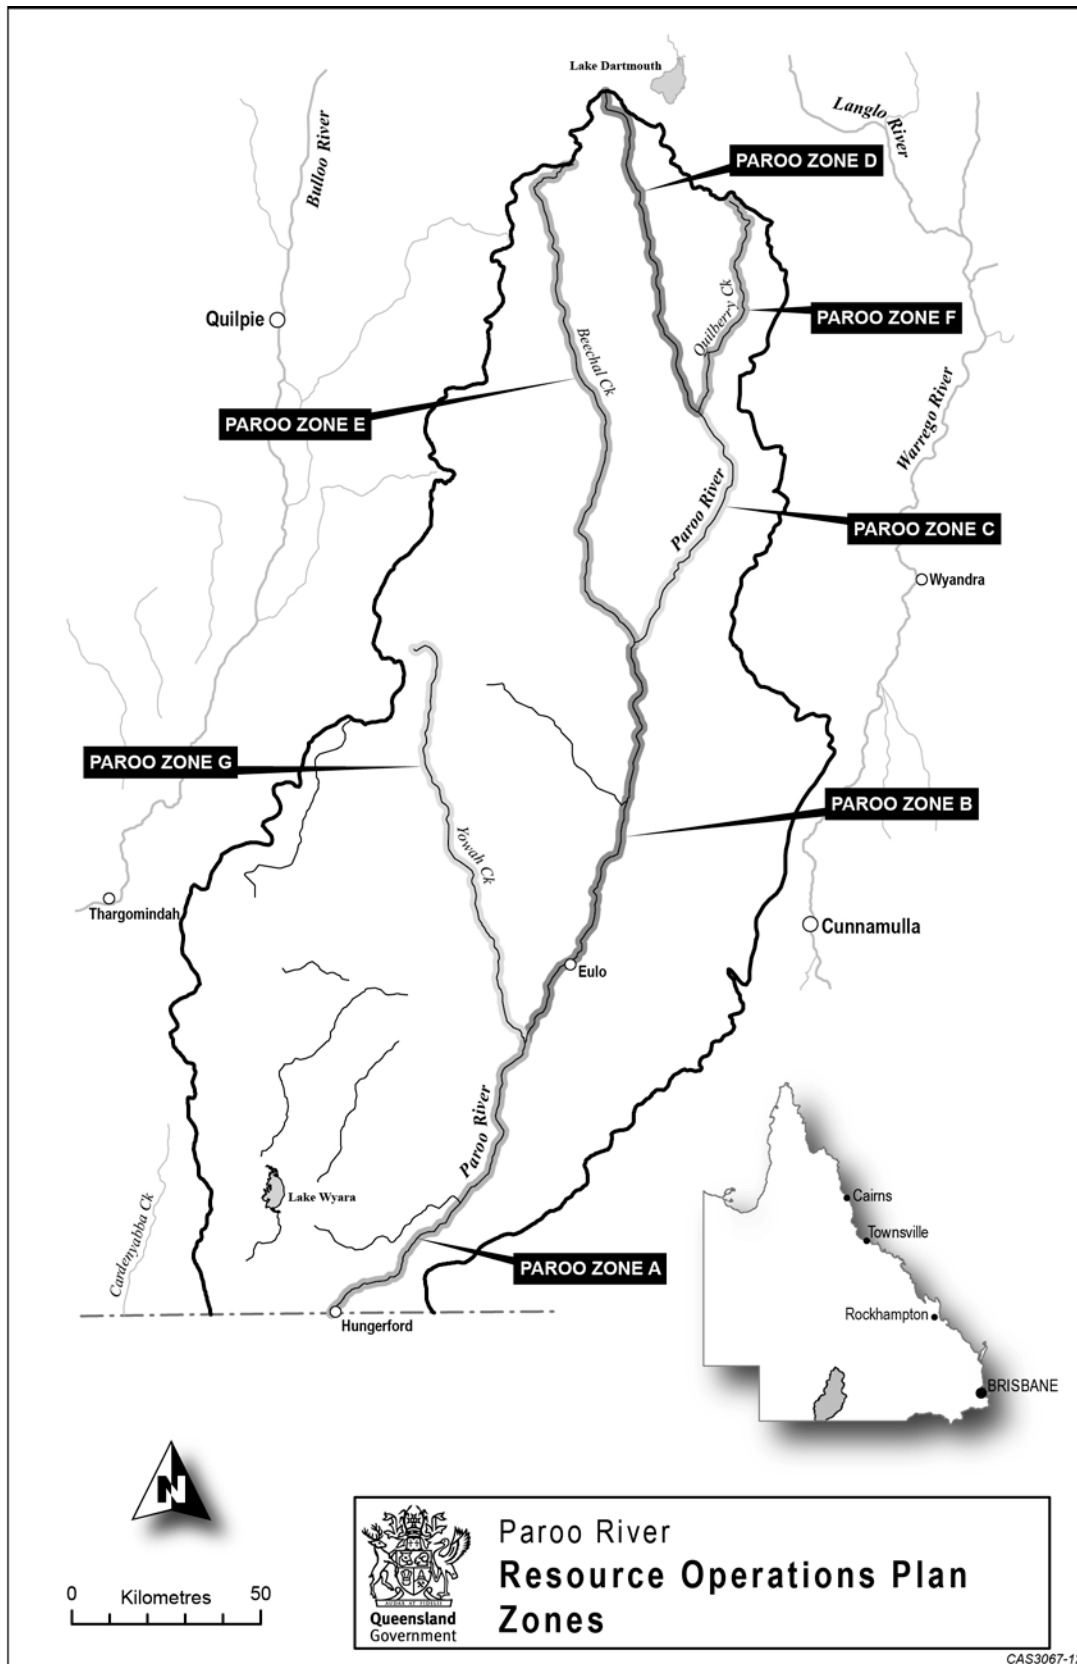 Lake Dartmouth
Langlo River
Bulloo River
PAROO ZONE D
Quilpie
Quilberry Ck
PAROO ZONE F
Beechal Ck
PAROO ZONE E
Warrego River
Paroo River
PAROO ZONE C
Wyandra
PAROO ZONE G
PAROO ZONE B
Yowah Ck
Thargomindah
Cunnamulla
Eulo
Paroo River
Cardenyabba Ck
Lake Wyara
Cairns
Townsville
PAROO ZONE A
Rockhampton
Hungerford
BRISBANE
N
0 Kilometres 50
AUDAX AT FIDELIS
Queensland
Government
Paroo River
Resource Operations Plan
Zones